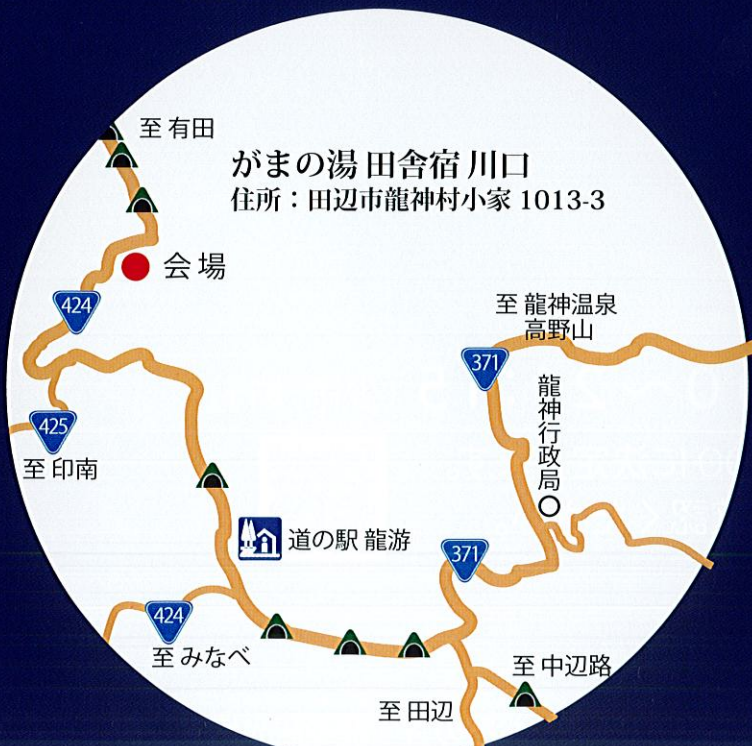 至 有田
がまの湯 田舎宿 川口
住所：田辺市龍神村小家 1013-3
会場
424
至 龍神温泉
高野山
371
龍神行政局
425
至 印南
道の駅 龍游
371
424
至 みなべ
至 中辺路
至 田辺